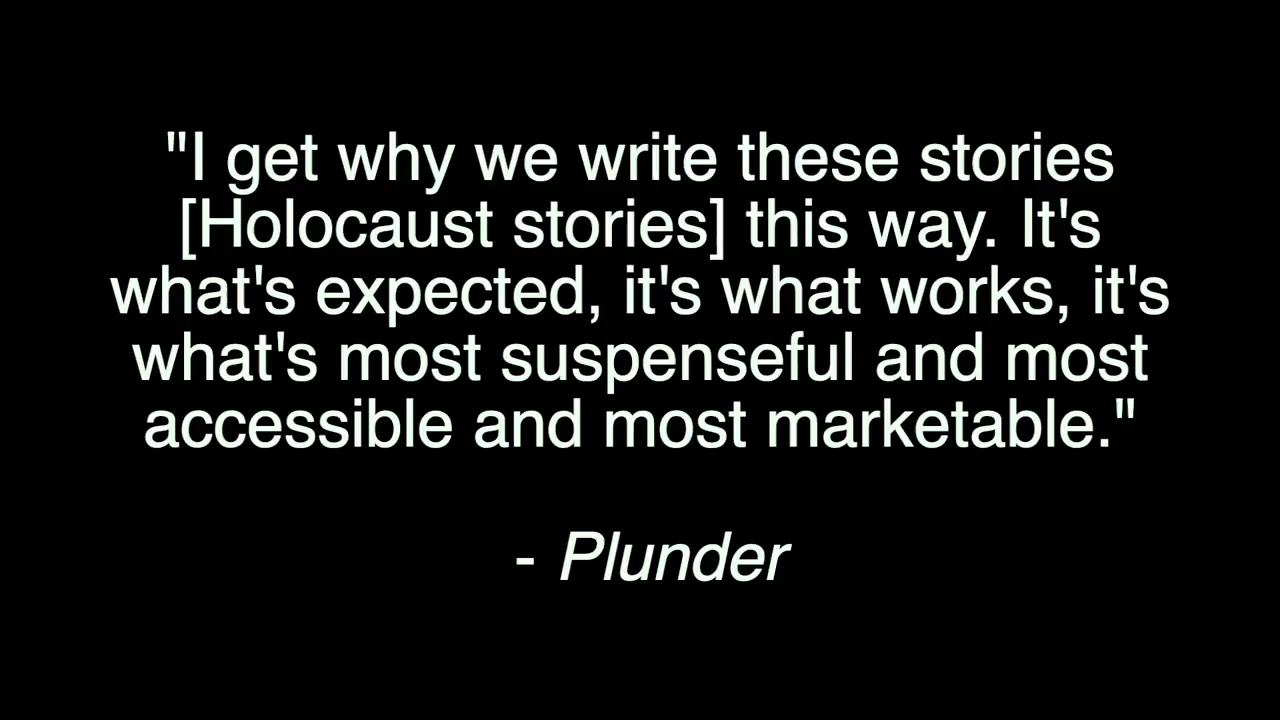 "I get why we write these stories
[Holocaust stories] this way. It's
what's expected, it's what works, it's
what's most suspenseful and most
accessible and most marketable."
- Plunder